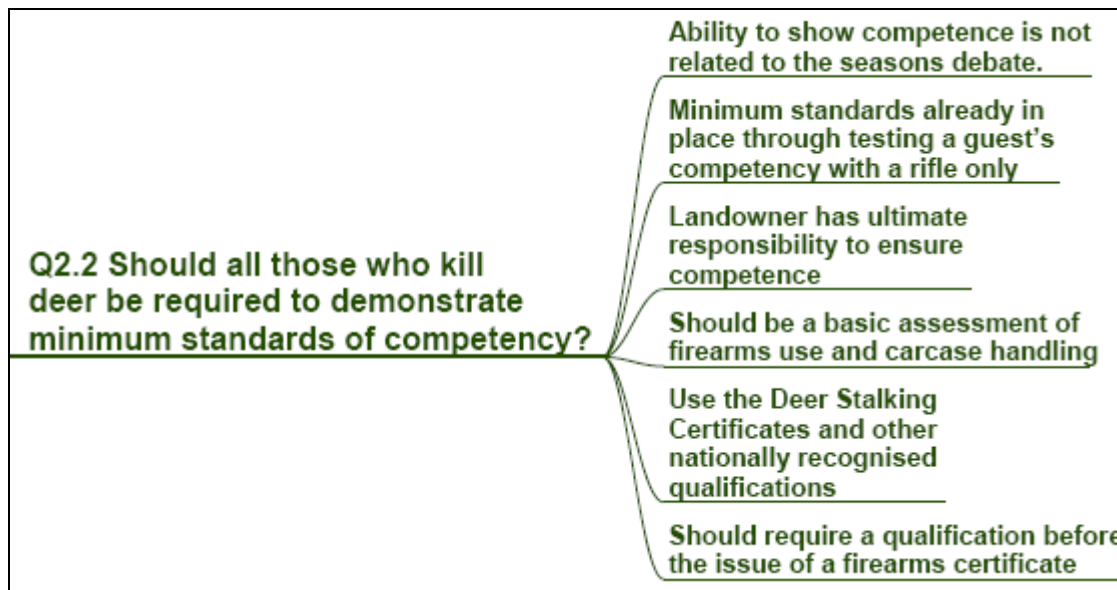 Q2.2 Should all those who kill
deer be required to demonstrate
minimum standards of competency?
Ability to show competence is not
related to the seasons debate.
Minimum standards already in
place through testing a guest's
competency with a rifle only
Landowner has ultimate
responsibility to ensure
competence
Should be a basic assessment of
firearms use and carcase handling
Use the Deer Stalking
Certificates and other
nationally recognised
qualifications
Should require a qualification before
the issue of a firearms certificate